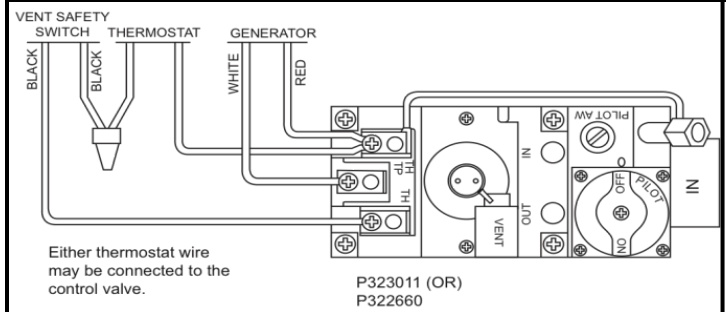 VENT SAFETY
SWITCH
THERMOSTAT
GENERATOR
BLACK
BLACK
WHITE
RED
TH
TP
TH
IN
OUT
VENT
PILOT AW
O
OFF
PILOT
ON
IN
Either thermostat wire
may be connected to the
control valve.
P323011 (OR)
P322660